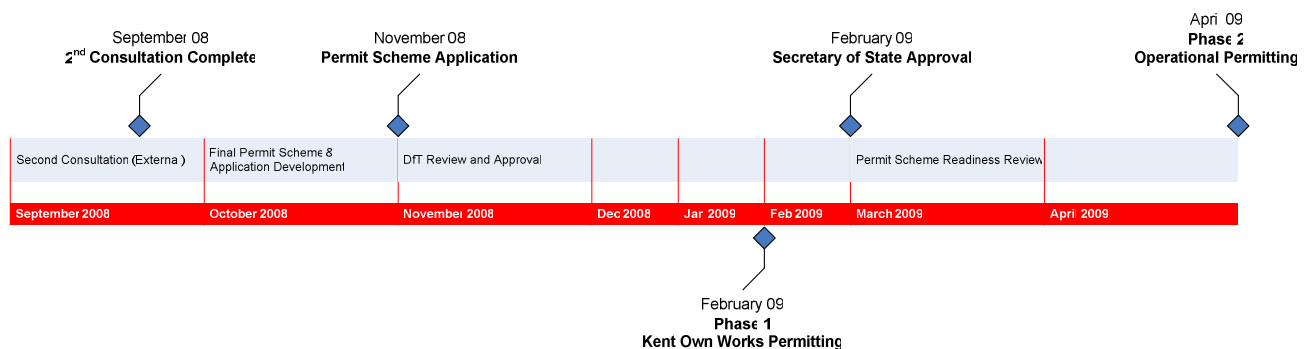 September 08
2nd Consultation Complete
November 08
Permit Scheme Application
February 09
Secretary of State Approval
April 09
Phase 2
Operational Permitting
Second Consultation (External)
Final Permit Scheme &
Application Development
DfT Review and Approval
Permit Scheme Readiness Review
September 2008
October 2008
November 2008
Dec 2008
Jan 2009
Feb 2009
March 2009
April 2009
February 09
Phase 1
Kent Own Works Permitting